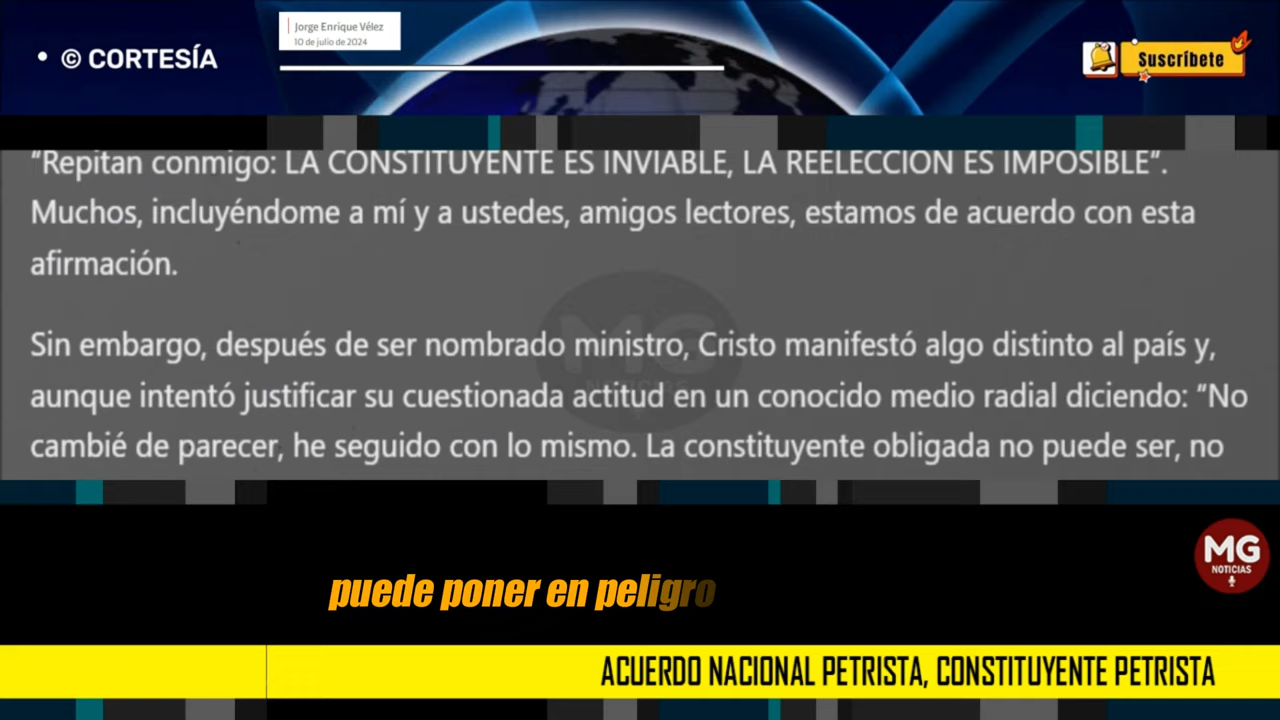 • © CORTESÍA
Jorge Enrique Vélez
10 de julio de 2024
Suscríbete
“Repitan conmigo: LA CONSTITUYENTE ES INVIABLE, LA REELECCIÓN ES IMPOSIBLE”.
Muchos, incluyéndome a mí y a ustedes, amigos lectores, estamos de acuerdo con esta
afirmación.
Sin embargo, después de ser nombrado ministro, Cristo manifestó algo distinto al país y,
aunque intentó justificar su cuestionada actitud en un conocido medio radial diciendo: “No
cambié de parecer, he seguido con lo mismo. La constituyente obligada no puede ser, no
MG
NOTICIAS
puede poner en peligro
MG
NOTICIAS
ACUERDO NACIONAL PETRISTA, CONSTITUYENTE PETRISTA